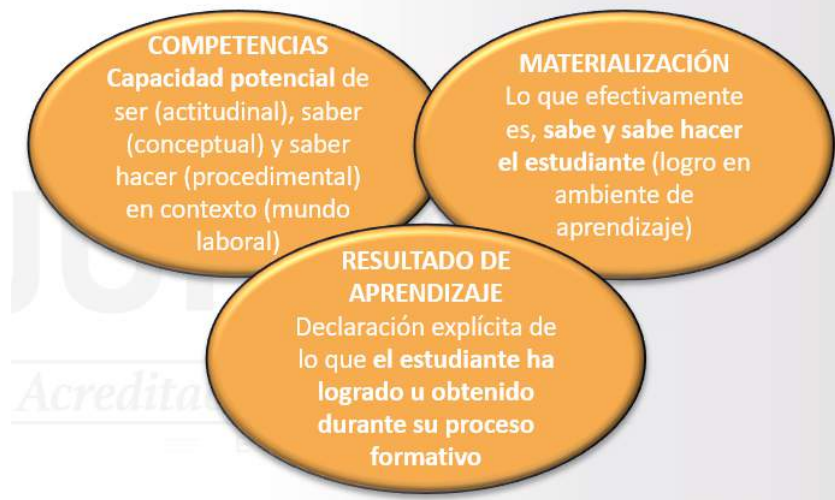 COMPETENCIAS
Capacidad potencial de
ser (actitudinal), saber
(conceptual) y saber
hacer (procedimental)
en contexto (mundo
laboral)
MATERIALIZACIÓN
Lo que efectivamente
es, sabe y sabe hacer
el estudiante (logro en
ambiente de
aprendizaje)
RESULTADO DE
APRENDIZAJE
Declaración explícita de
lo que el estudiante ha
logrado u obtenido
durante su proceso
formativo